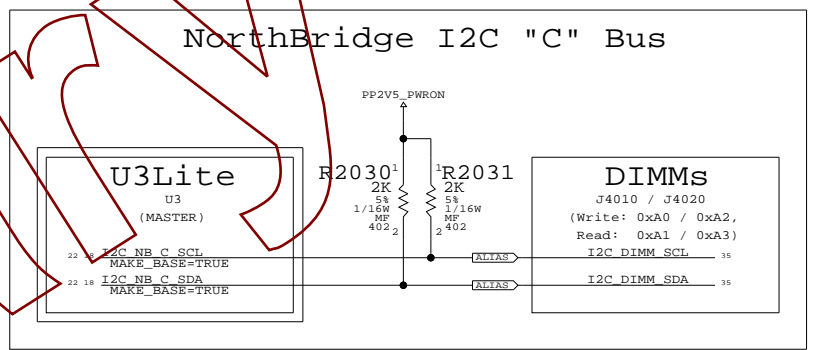 NorthBridge I2C "C" Bus
PP2V5_PWRON
U3Lite
U3
(MASTER)
22 18 I2C_NB_C_SCL
MAKE_BASE=TRUE
22 18 I2C_NB_C_SDA
MAKE_BASE=TRUE
R2030 1
2K
5%
1/16W
MF
402 2
1 R2031
2K
5%
1/16W
MF
2 402
ALIAS
ALIAS
DIMMs
J4010 / J4020
(Write: 0xA0 / 0xA2,
Read: 0xA1 / 0xA3)
I2C_DIMM_SCL 35
I2C_DIMM_SDA 35